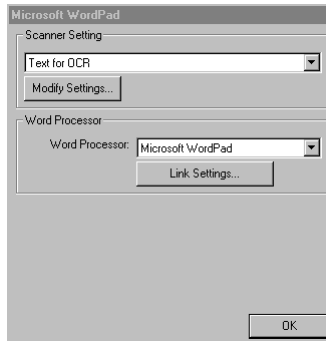 Microsoft WordPad
Scanner Setting
Text for OCR
Modify Settings...
Word Processor
Word Processor: Microsoft WordPad
Link Settings...
OK